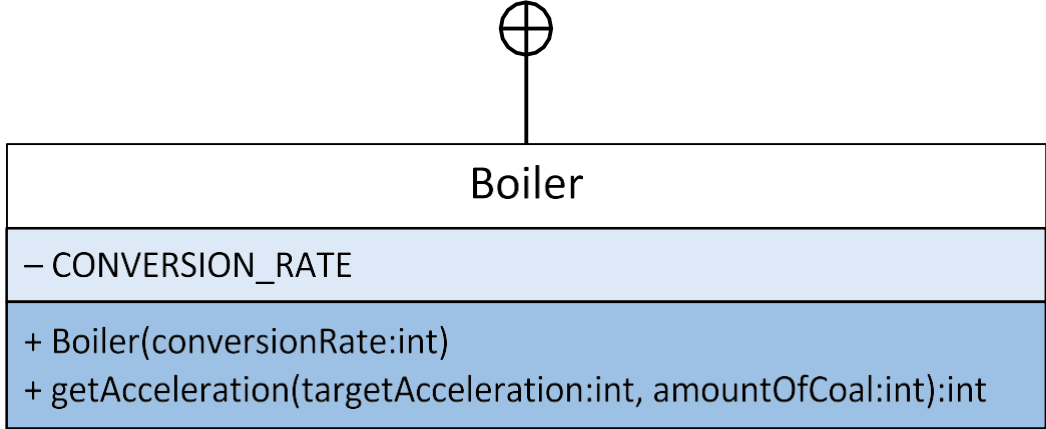 Boiler
– CONVERSION_RATE
+ Boiler(conversionRate:int)
+ getAcceleration(targetAcceleration:int, amountOfCoal:int):int